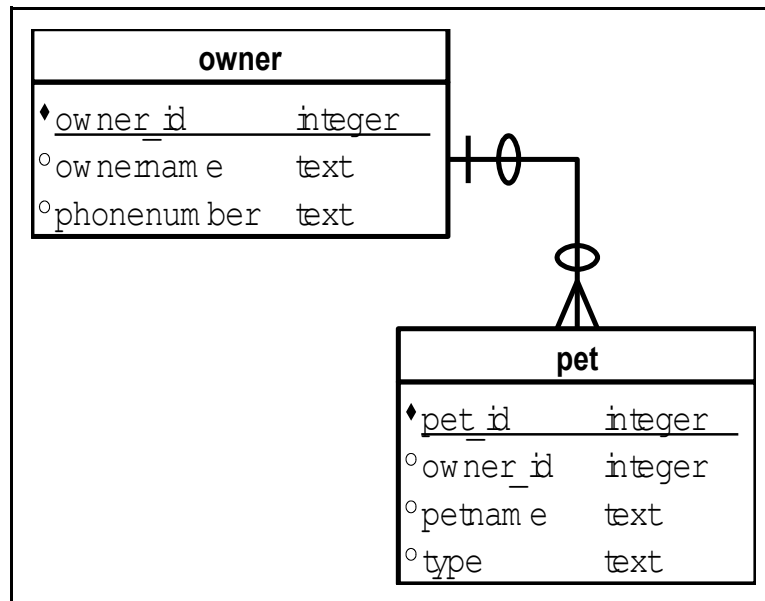 owner
owner_id integer
ownername text
phonenumber text
pet
pet_id integer
owner_id integer
petname text
type text